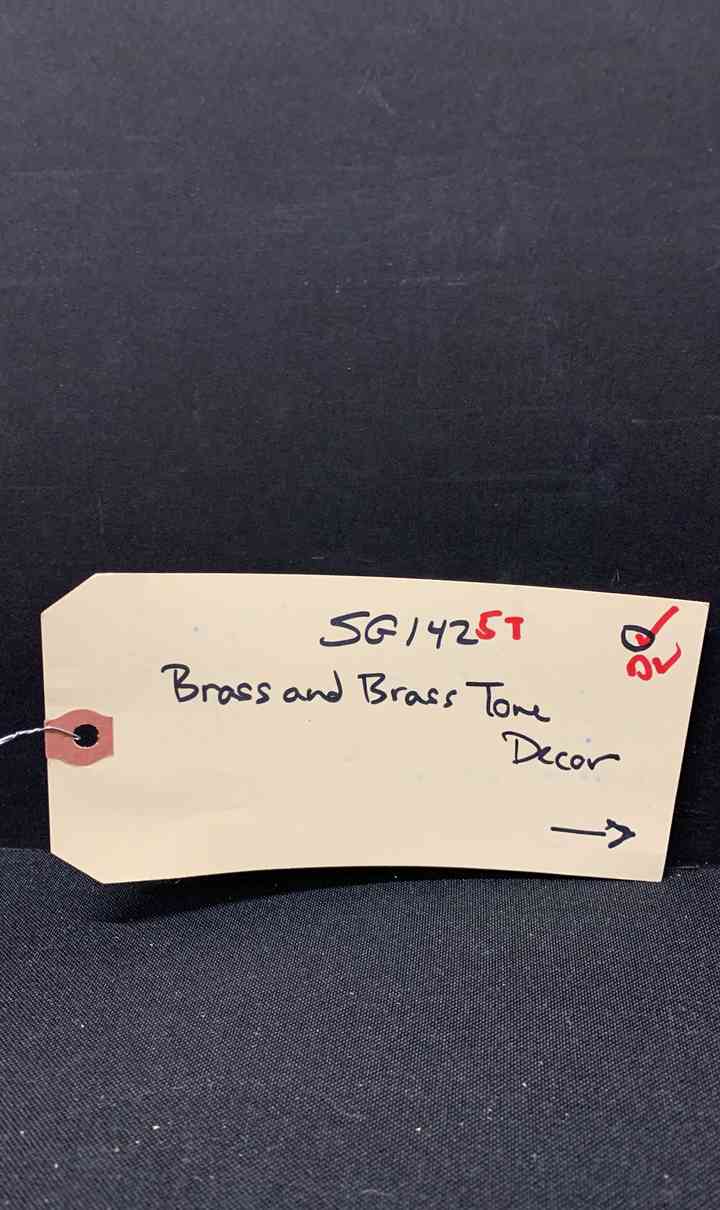 SG1425T
Brass and Brass Tone
Decor